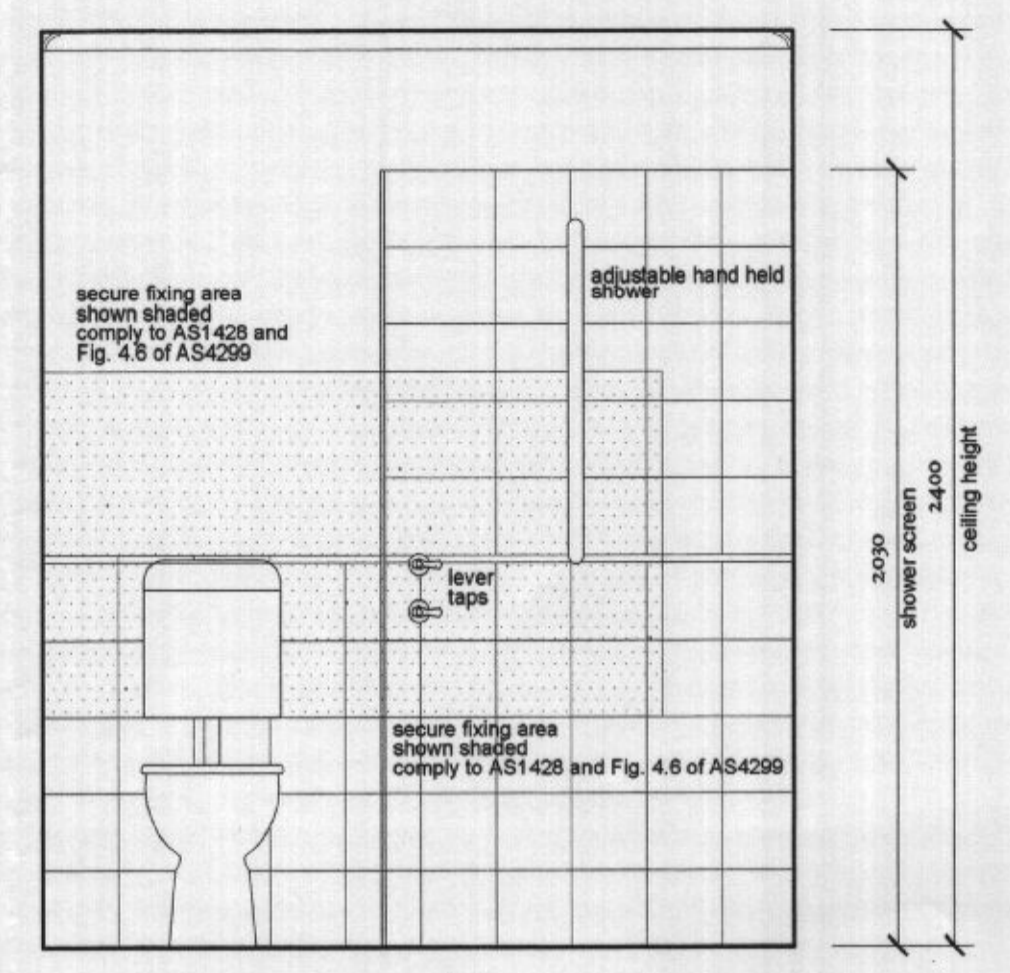 adjustable hand held
shower
secure fixing area
shown shaded
comply to AS1428 and
Fig. 4.6 of AS4299
lever
taps
secure fixing area
shown shaded
comply to AS1428 and Fig. 4.6 of AS4299
2030
shower screen
2400
ceiling height